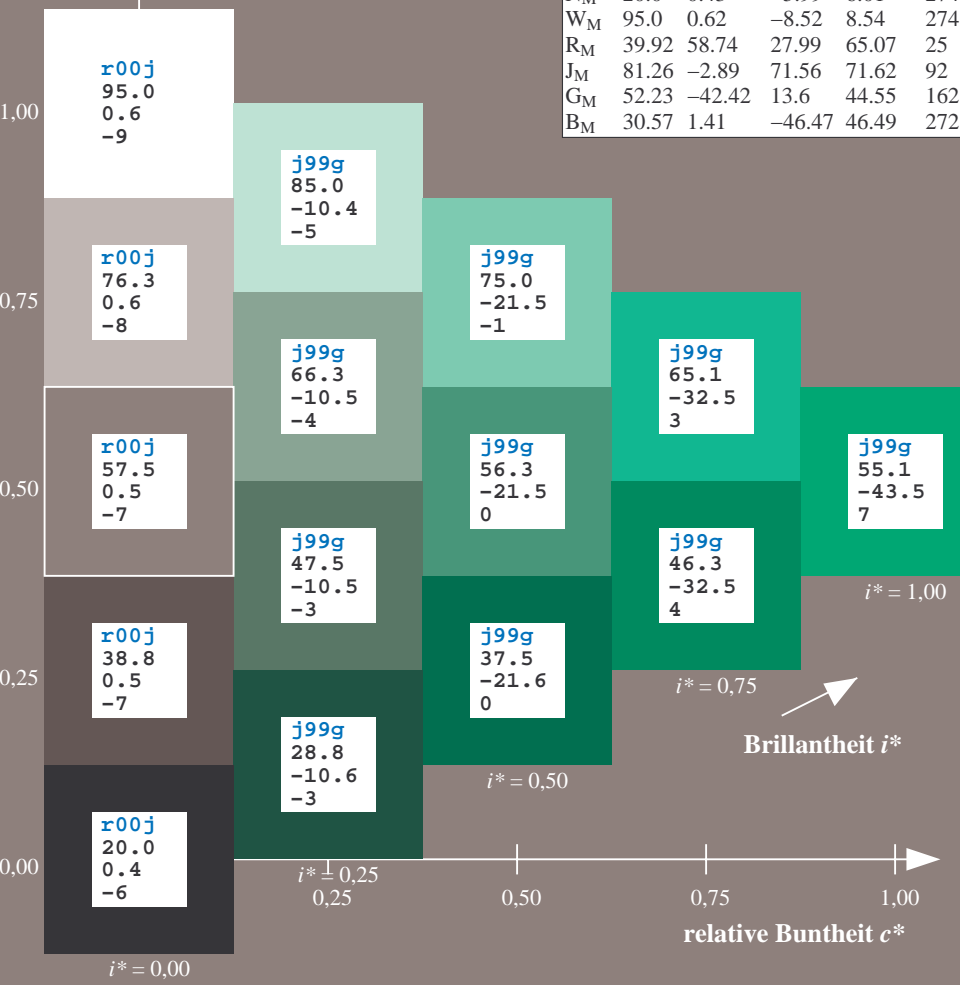 W_M 95.0 0.62 –8.52 8.54 274
R_M 39.92 58.74 27.99 65.07 25
J_M 81.26 –2.89 71.56 71.62 92
G_M 52.23 –42.42 13.6 44.55 162
B_M 30.57 1.41 –46.47 46.49 272
1,00
r00j
95.0
0.6
-9
j99g
85.0
-10.4
-5
0,75
r00j
76.3
0.6
-8
j99g
75.0
-21.5
-1
j99g
66.3
-10.5
-4
j99g
65.1
-32.5
3
0,50
r00j
57.5
0.5
-7
j99g
56.3
-21.5
0
j99g
55.1
-43.5
7
j99g
47.5
-10.5
-3
j99g
46.3
-32.5
4
i* = 1,00
0,25
r00j
38.8
0.5
-7
j99g
37.5
-21.6
0
i* = 0,75
j99g
28.8
-10.6
-3
Brillantheit i*
i* = 0,50
0,00
r00j
20.0
0.4
-6
i* = 0,25
0,25 0,50 0,75 1,00
relative Buntheit c*
i* = 0,00